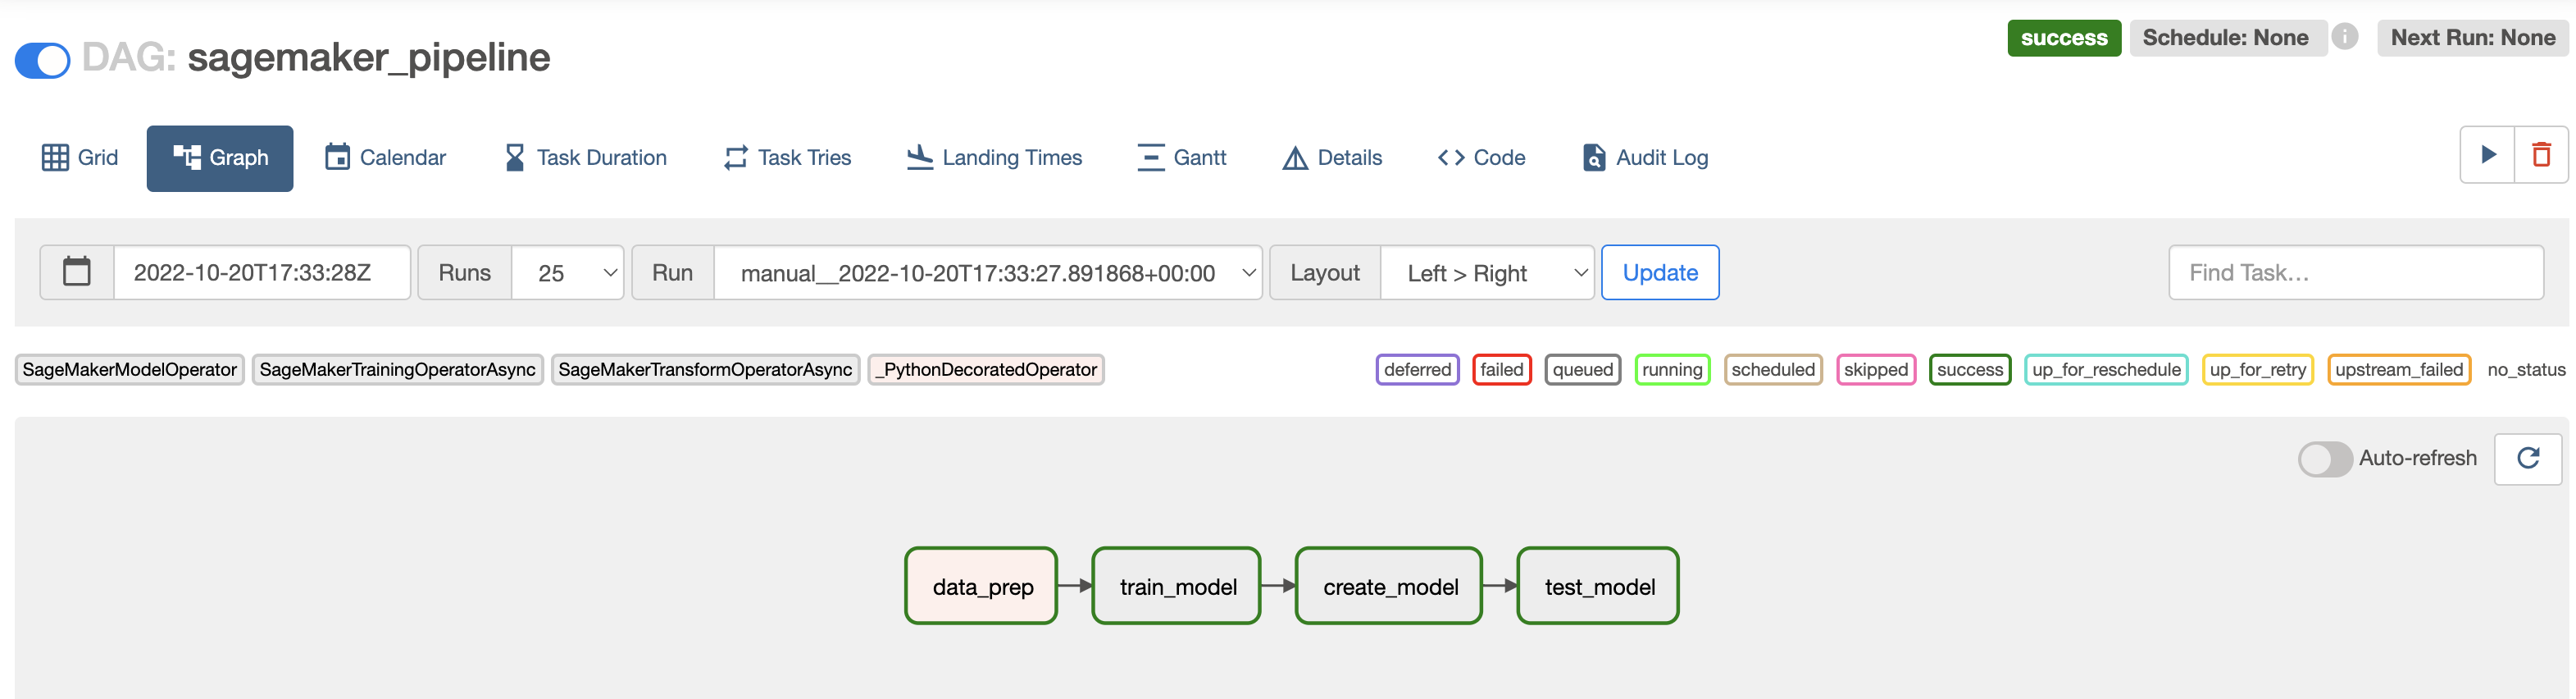 DAG: sagemaker_pipeline
success Schedule: None i Next Run: None
Grid Graph Calendar Task Duration Task Tries Landing Times Gantt Details Code Audit Log
2022-10-20T17:33:28Z Runs 25 Run manual__2022-10-20T17:33:27.891868+00:00 Layout Left > Right Update Find Task…
SageMakerModelOperator SageMakerTrainingOperatorAsync SageMakerTransformOperatorAsync _PythonDecoratedOperator deferred failed queued running scheduled skipped success up_for_reschedule up_for_retry upstream_failed no_status
Auto-refresh
data_prep train_model create_model test_model